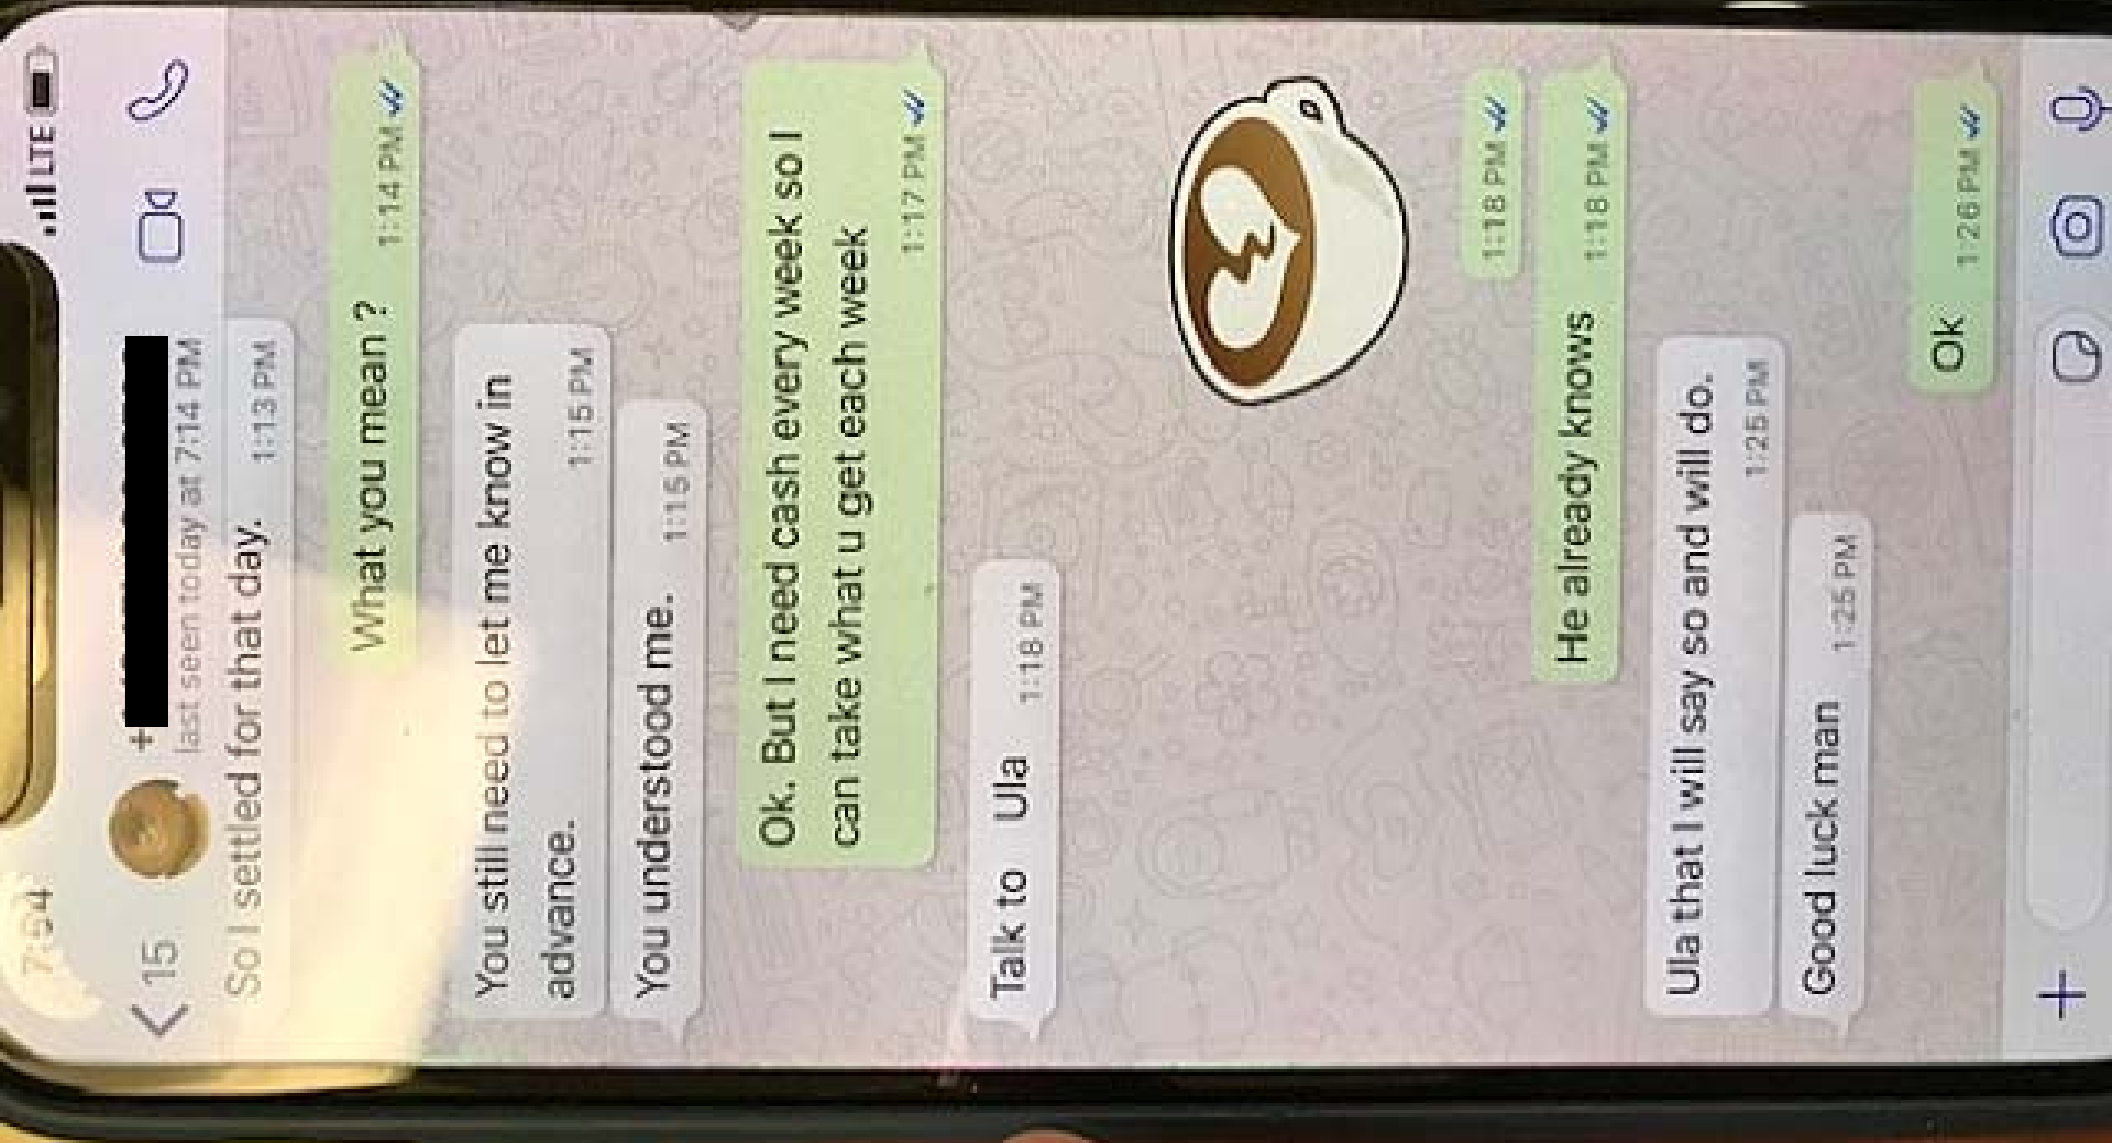 7:54
LTE
15
+
last seen today at 7:14 PM
So I settled for that day.
1:13 PM
What you mean ?
1:14 PM
You still need to let me know in
advance.
1:15 PM
You understood me.
1:15 PM
Ok. But I need cash every week so I
can take what u get each week
1:17 PM
Talk to Ula
1:18 PM
1:18 PM
He already knows
1:18 PM
Ula that I will say so and will do.
1:25 PM
Good luck man
1:25 PM
Ok
1:26 PM